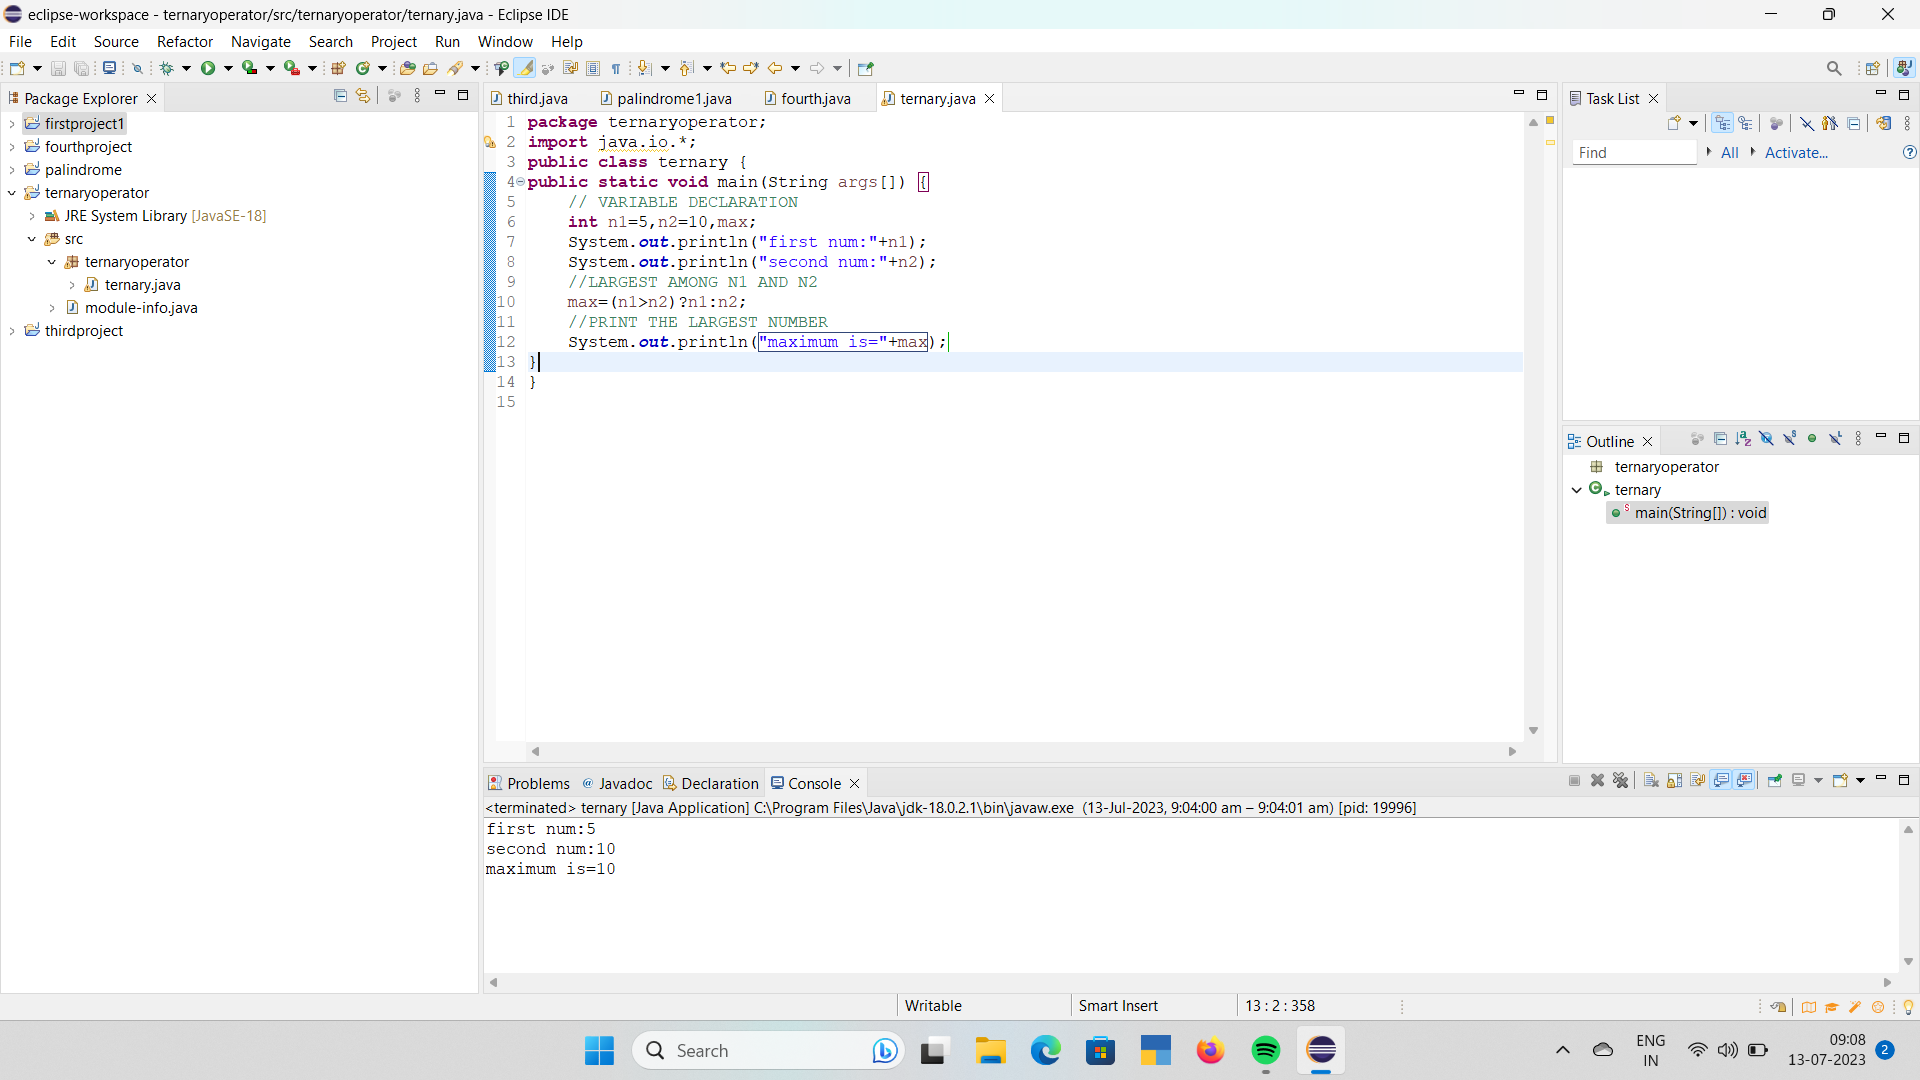 eclipse-workspace - ternaryoperator/src/ternaryoperator/ternary.java - Eclipse IDE
File Edit Source Refactor Navigate Search Project Run Window Help
Package Explorer
firstproject1
fourthproject
palindrome
ternaryoperator
JRE System Library [JavaSE-18]
src
ternaryoperator
ternary.java
module-info.java
thirdproject
third.java palindrome1.java fourth.java ternary.java
1 package ternaryoperator;
2 import java.io.*;
3 public class ternary {
4 public static void main(String args[]) {
5 // VARIABLE DECLARATION
6 int n1=5,n2=10,max;
7 System.out.println("first num:"+n1);
8 System.out.println("second num:"+n2);
9 //LARGEST AMONG N1 AND N2
10 max=(n1>n2)?n1:n2;
11 //PRINT THE LARGEST NUMBER
12 System.out.println("maximum is="+max);
13 }
14 }
15
Task List
Find All Activate...
Outline
ternaryoperator
ternary
main(String[]) : void
Problems Javadoc Declaration Console
<terminated> ternary [Java Application] C:\Program Files\Java\jdk-18.0.2.1\bin\javaw.exe (13-Jul-2023, 9:04:00 am – 9:04:01 am) [pid: 19996]
first num:5
second num:10
maximum is=10
Writable Smart Insert 13 : 2 : 358
Search
ENG
IN
09:08
13-07-2023
2